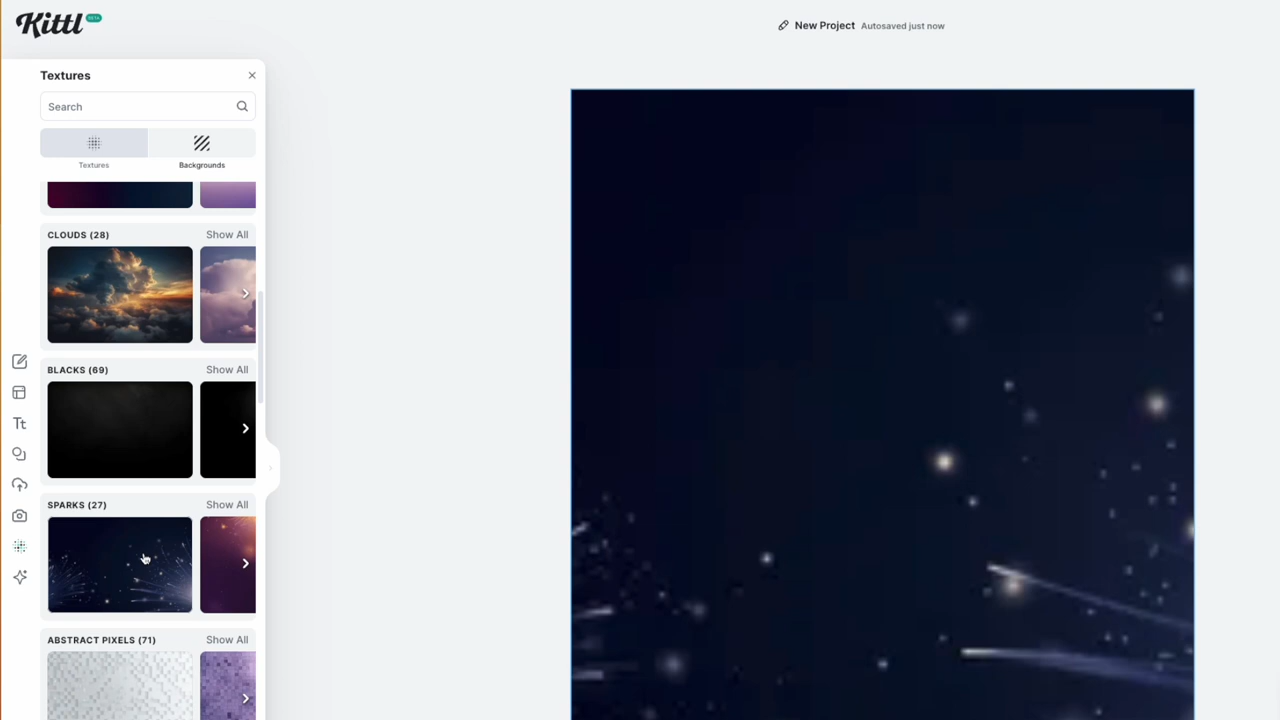 Kittl BETA
New Project Autosaved just now
Textures
Search
Textures Backgrounds
CLOUDS (28) Show All
BLACKS (69) Show All
SPARKS (27) Show All
ABSTRACT PIXELS (71) Show All
Tt